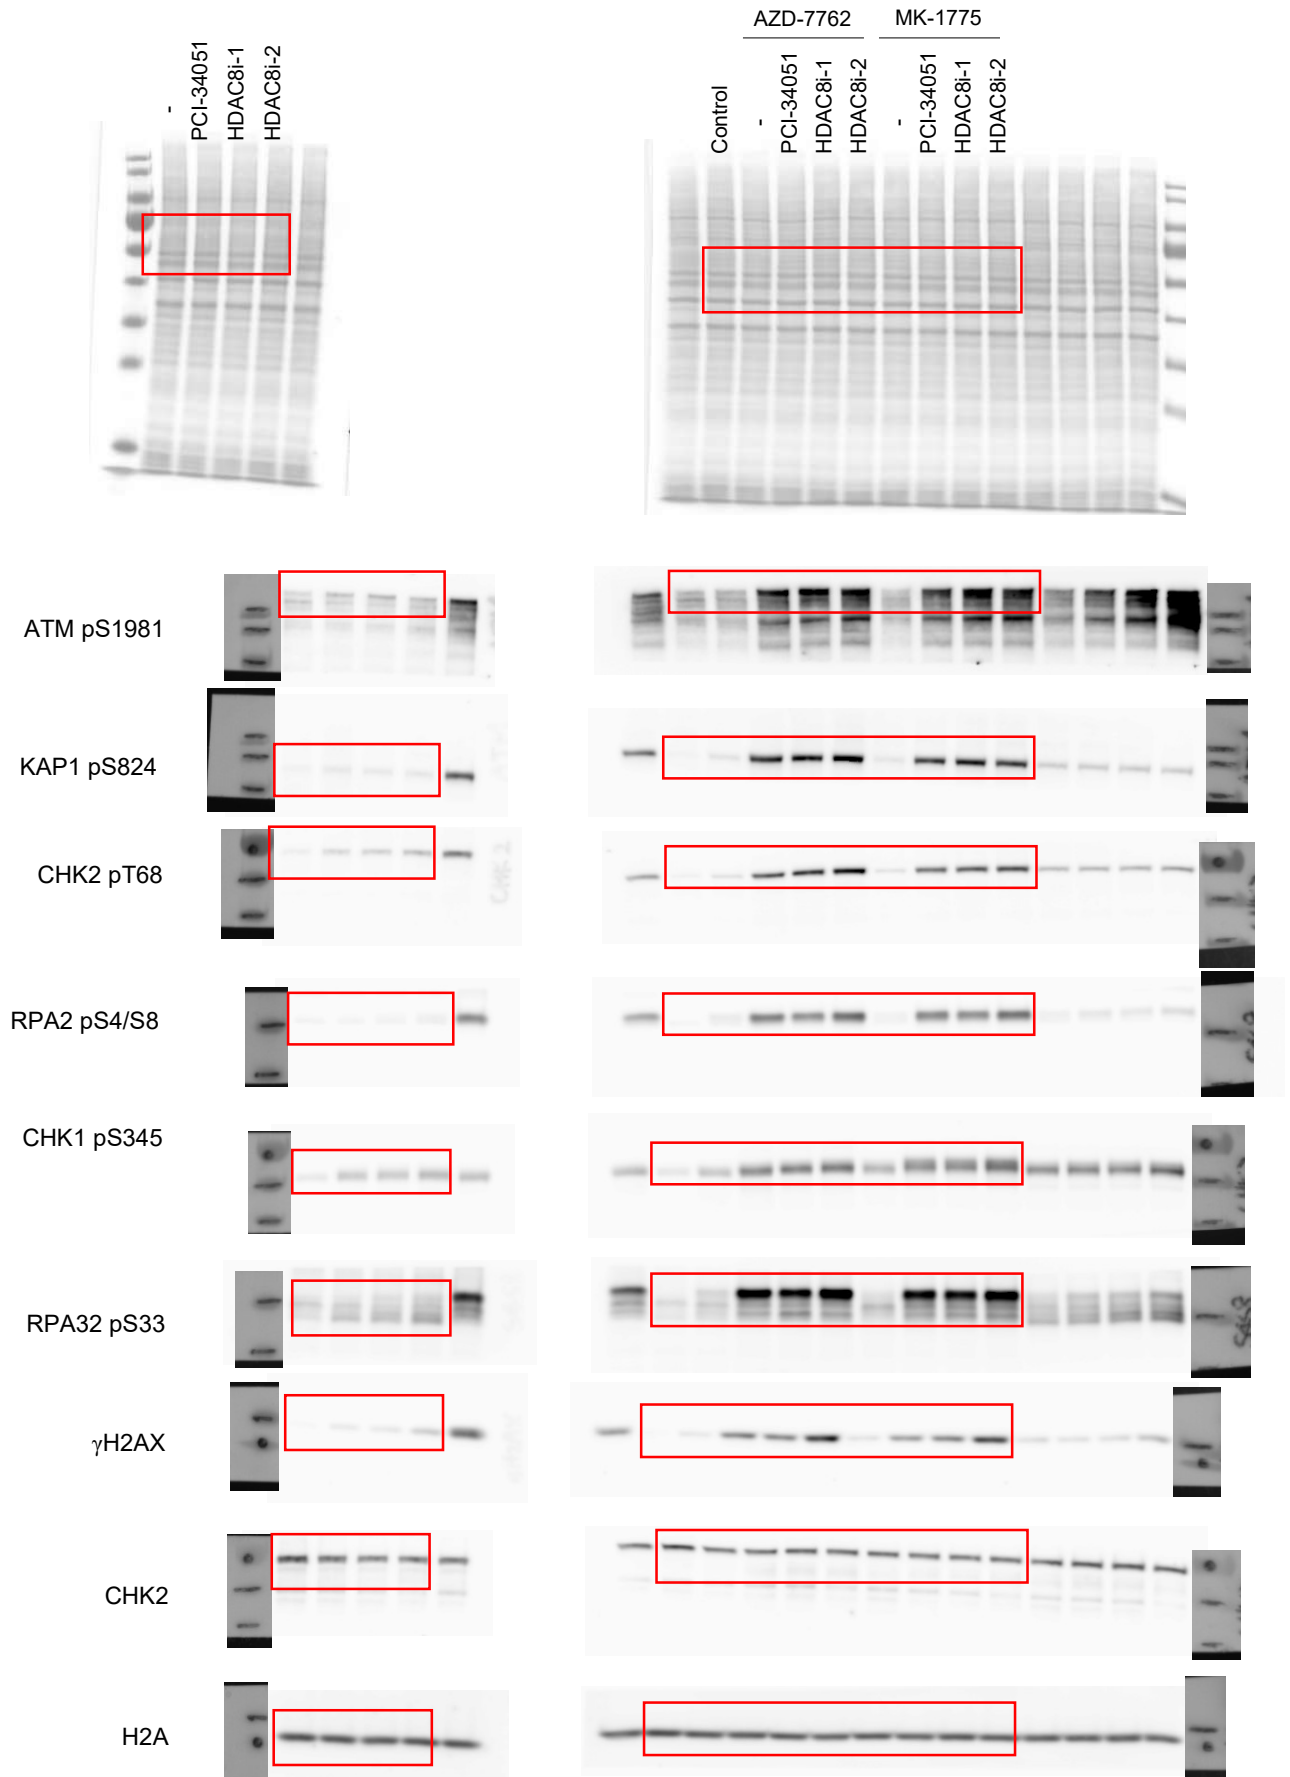 AZD-7762 MK-1775
- PCI-34051 HDAC8i-1 HDAC8i-2
Control - PCI-34051 HDAC8i-1 HDAC8i-2 - PCI-34051 HDAC8i-1 HDAC8i-2
ATM pS1981
KAP1 pS824
CHK2 pT68
CHK2
RPA2 pS4/S8
CHK1 pS345
RPA32 pS33
γH2AX
CHK2
H2A